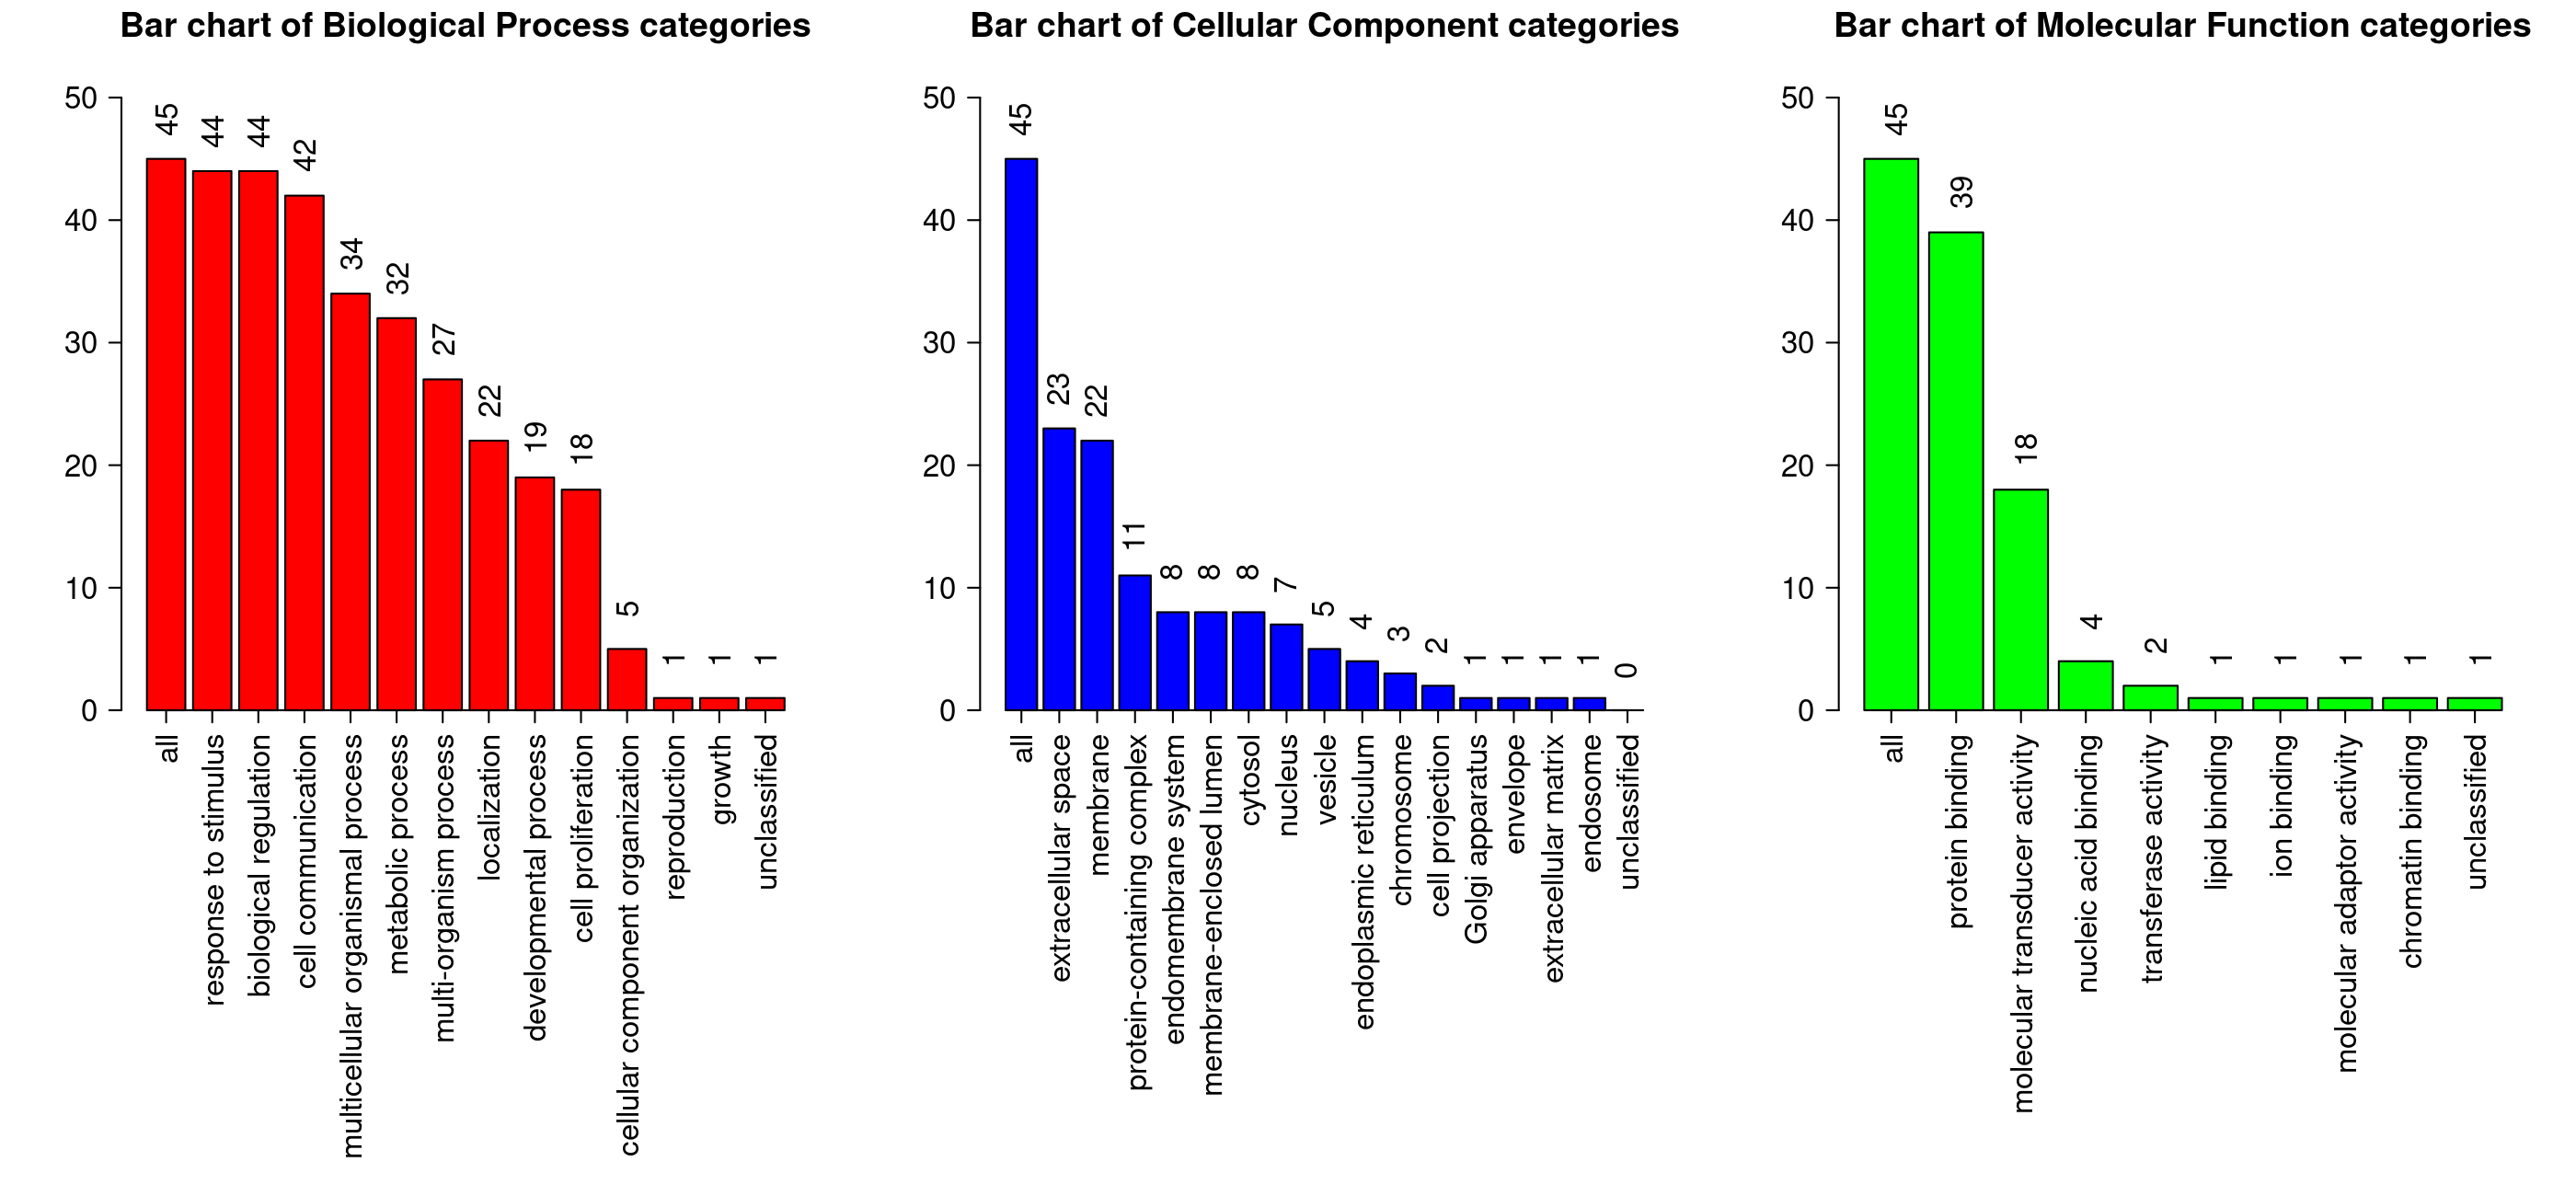 Bar chart of Biological Process categories
50
40
30
20
10
0
45
44
44
42
34
32
27
22
19
18
5
1
1
1
all
response to stimulus
biological regulation
cell communication
multicellular organismal process
metabolic process
multi-organism process
localization
developmental process
cell proliferation
cellular component organization
reproduction
growth
unclassified
Bar chart of Cellular Component categories
50
40
30
20
10
0
45
23
22
11
8
8
8
7
5
4
3
2
1
1
1
1
0
all
extracellular space
membrane
protein-containing complex
endomembrane system
membrane-enclosed lumen
cytosol
nucleus
vesicle
endoplasmic reticulum
chromosome
cell projection
Golgi apparatus
envelope
extracellular matrix
endosome
unclassified
Bar chart of Molecular Function categories
50
40
30
20
10
0
45
39
18
4
2
1
1
1
1
1
all
protein binding
molecular transducer activity
nucleic acid binding
transferase activity
lipid binding
ion binding
molecular adaptor activity
chromatin binding
unclassified